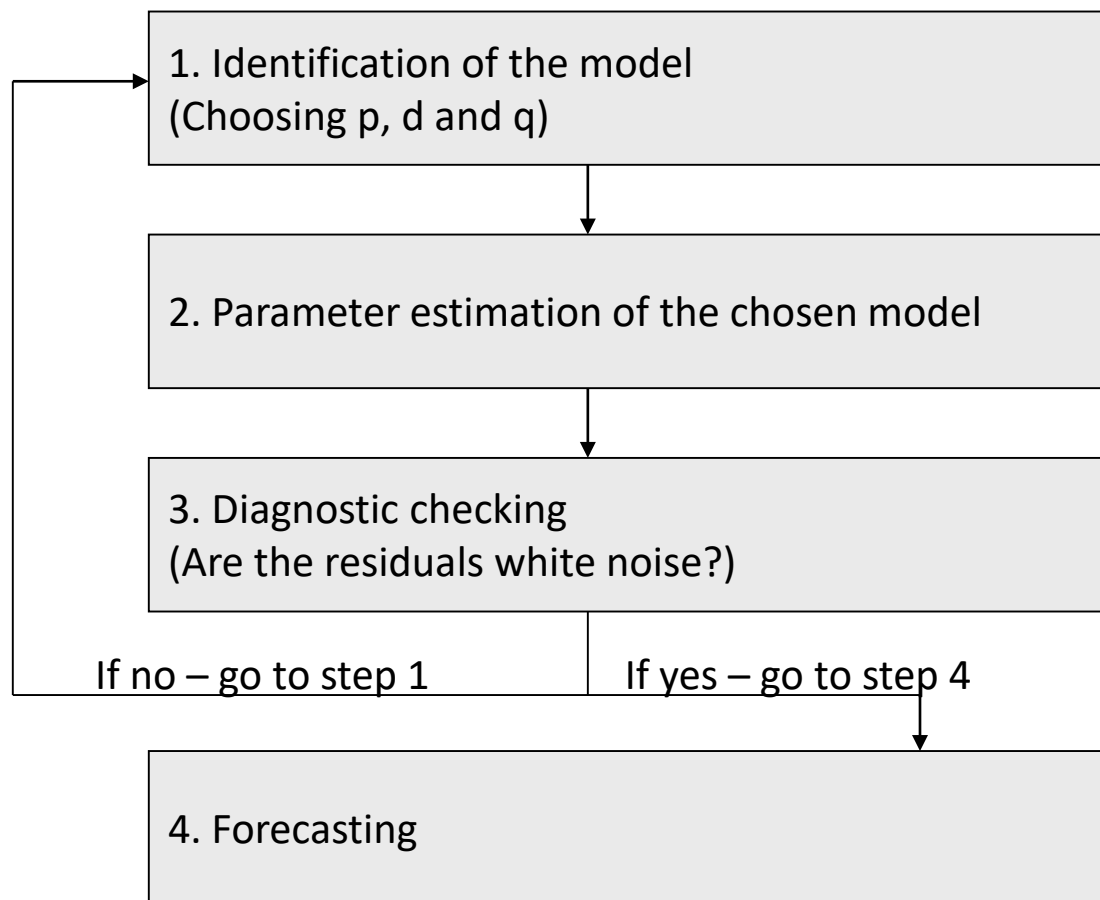 1. Identification of the model
(Choosing p, d and q)
2. Parameter estimation of the chosen model
3. Diagnostic checking
(Are the residuals white noise?)
If no – go to step 1
If yes – go to step 4
4. Forecasting